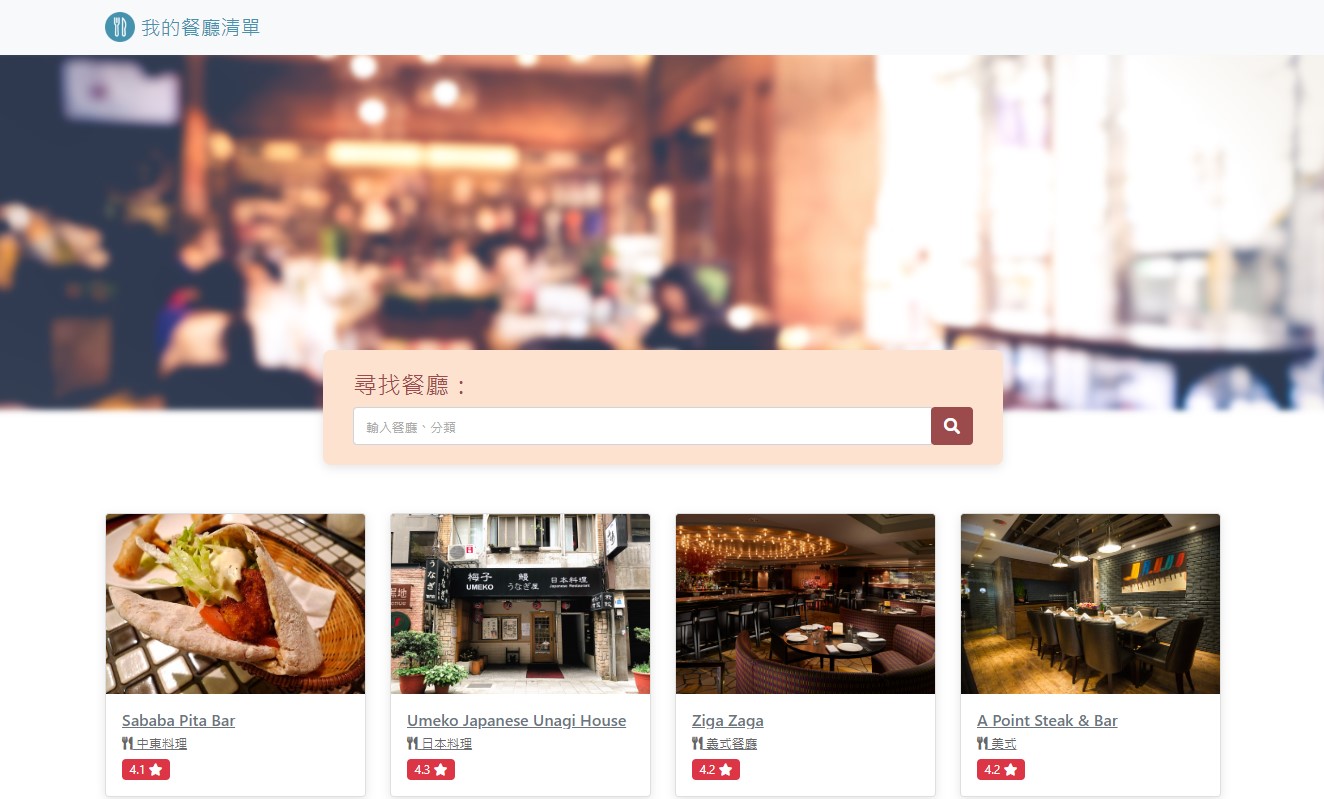 我的餐廳清單
尋找餐廳：
輸入餐廳、分類
梅子
UMEKO
鰻
うなぎ屋
日本料理
Japanese Restaurant
うなぎ
Sababa Pita Bar
中東料理
4.1
Umeko Japanese Unagi House
日本料理
4.3
Ziga Zaga
義式餐廳
4.2
A Point Steak & Bar
美式
4.2